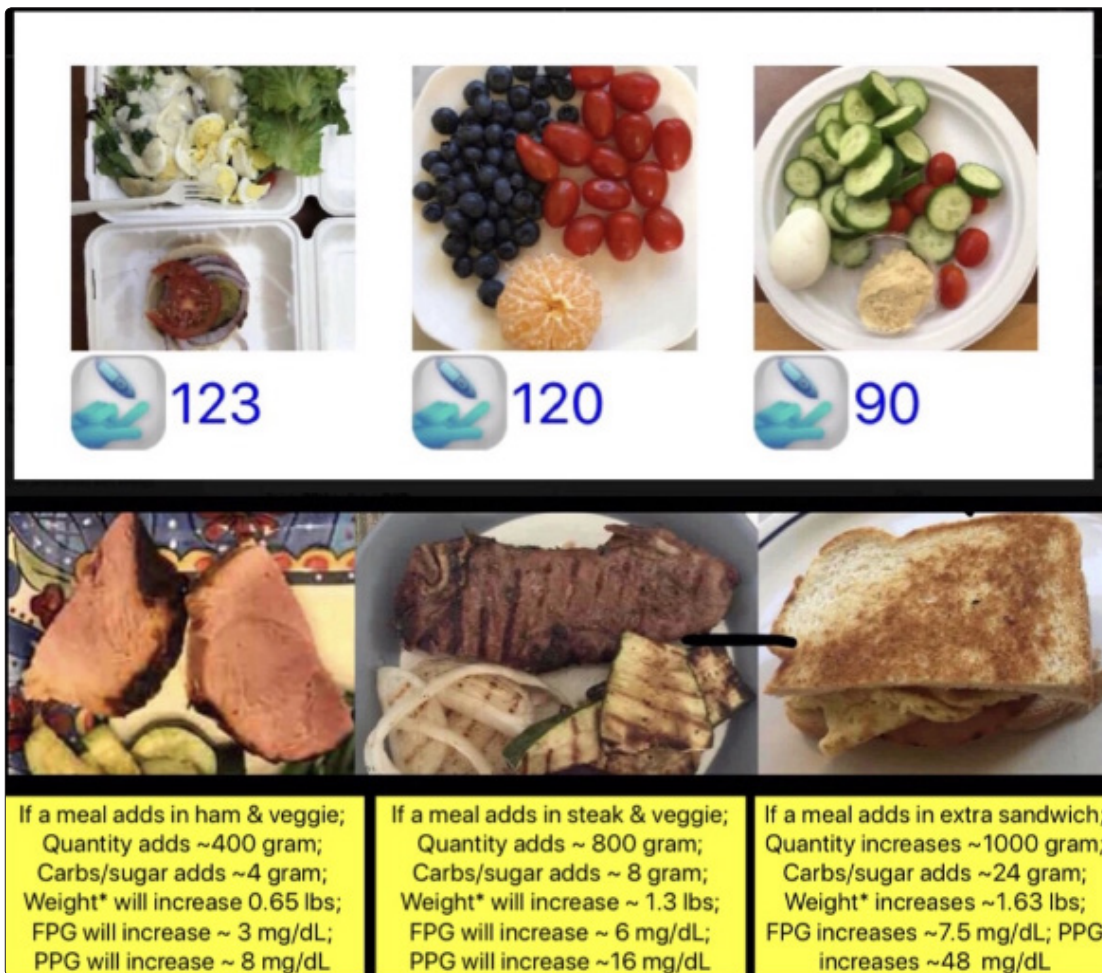 123
120
90
If a meal adds in ham & veggie;
Quantity adds ~400 gram;
Carbs/sugar adds ~4 gram;
Weight* will increase 0.65 lbs;
FPG will increase ~ 3 mg/dL;
PPG will increase ~ 8 mg/dL
If a meal adds in steak & veggie;
Quantity adds ~ 800 gram;
Carbs/sugar adds ~ 8 gram;
Weight* will increase ~ 1.3 lbs;
FPG will increase ~ 6 mg/dL;
PPG will increase ~16 mg/dL
If a meal adds in extra sandwich;
Quantity increases ~1000 gram;
Carbs/sugar adds ~24 gram;
Weight* increases ~1.63 lbs;
FPG increases ~7.5 mg/dL; PPG
increases ~48 mg/dL